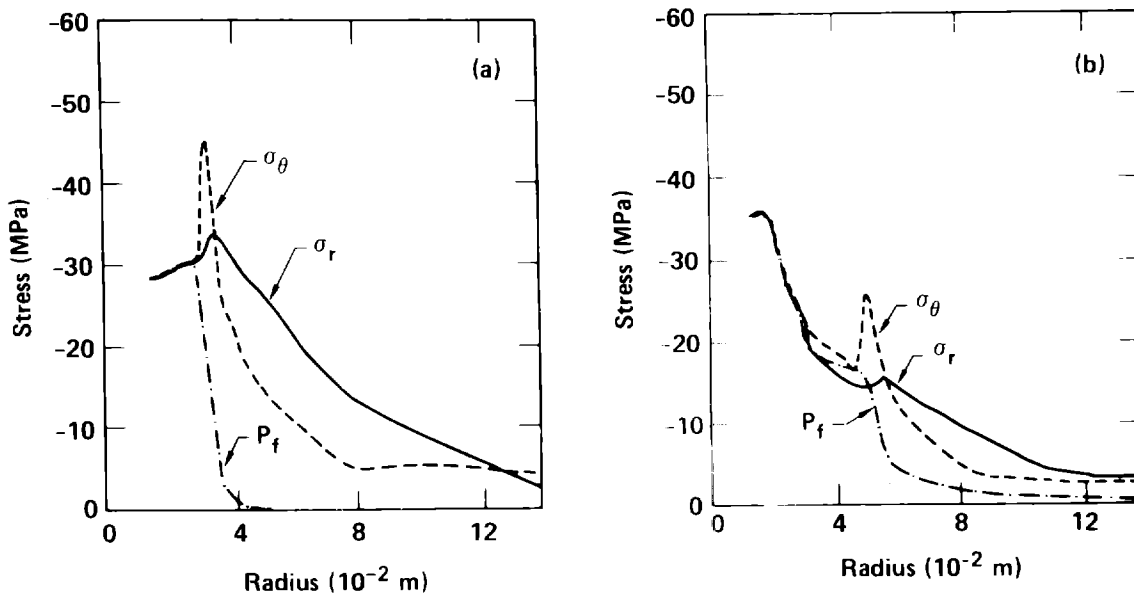 -60
-50
-40
-30
-20
-10
0
Stress (MPa)
(a)
σθ
σr
Pf
0 4 8 12
Radius (10⁻² m)
-60
-50
-40
-30
-20
-10
0
Stress (MPa)
(b)
σθ
σr
Pf
0 4 8 12
Radius (10⁻² m)